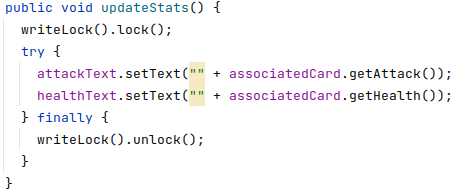 public void updateStats() {
  writeLock().lock();
  try {
    attackText.setText("" + associatedCard.getAttack());
    healthText.setText("" + associatedCard.getHealth());
  } finally {
    writeLock().unlock();
  }
}